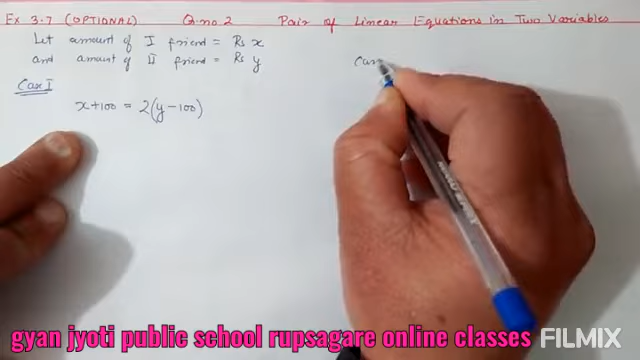 Ex 3.7 (OPTIONAL) Q.no 2 Pair of Linear Equations in Two Variables
Let amount of I friend = Rs x
and amount of II friend = Rs y
Case I
x+100 = 2(y-100)
Cas
gyan jyoti public school rupsagare online classes
FILMIX